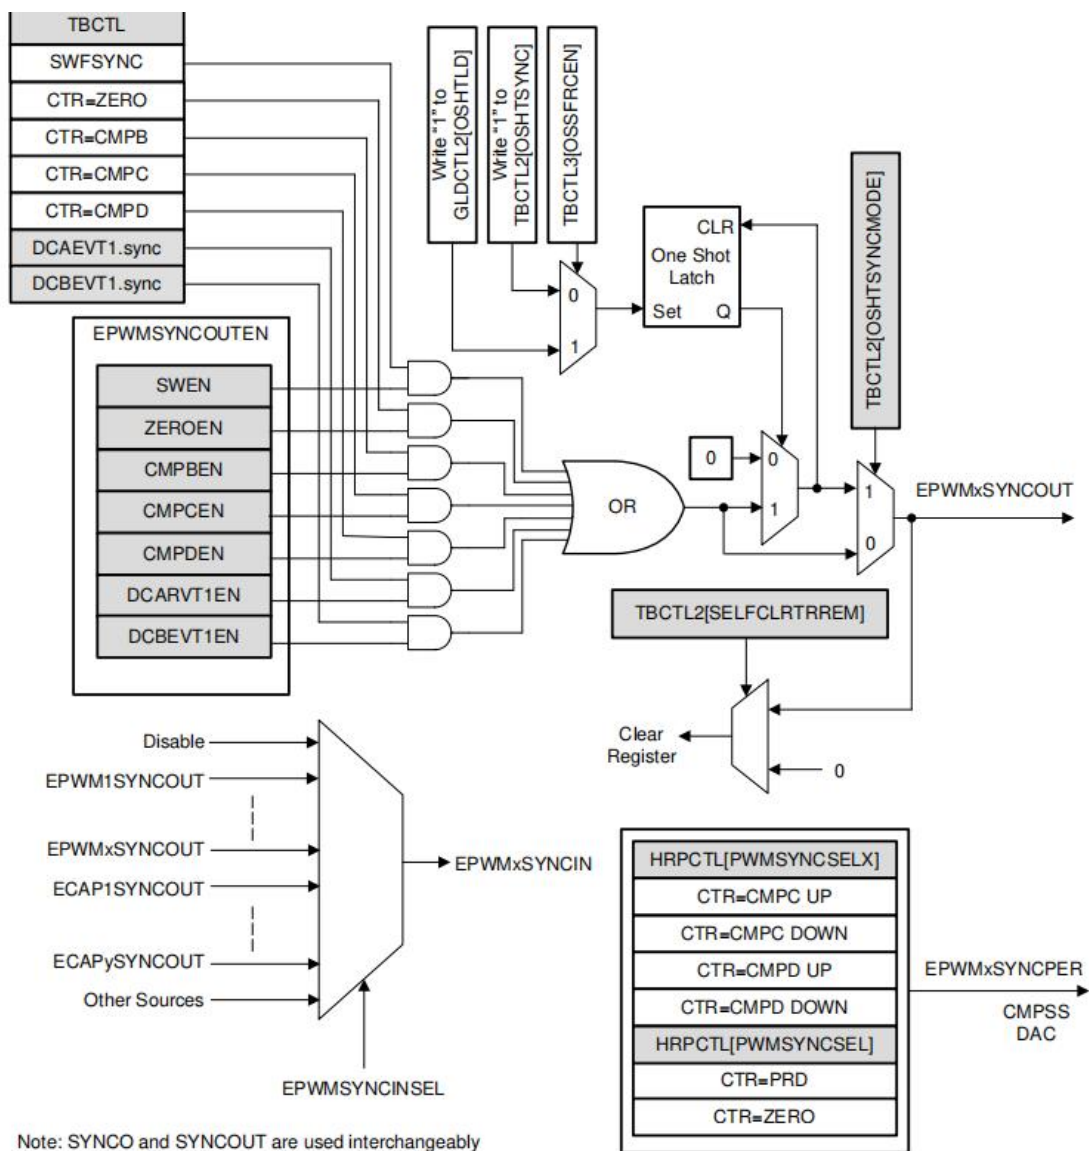 TBCTL
SWFSYNC
CTR=ZERO
CTR=CMPB
CTR=CMPC
CTR=CMPD
DCAEVT1.sync
DCBEVT1.sync
Write “1” to
GLDCTL2[OSHTLD]
Write “1” to
TBCTL2[OSHTSYNC]
TBCTL3[OSSFRCEN]
0
1
CLR
One Shot
Latch
Set Q
TBCTL2[OSHTSYNCMODE]
EPWMSYNCOUTEN
SWEN
ZEROEN
CMPBEN
CMPCEN
CMPDEN
DCARVT1EN
DCBEVT1EN
OR
0
0
1
1
0
EPWMxSYNCOUT
TBCTL2[SELFCLRTRREM]
Clear
Register
0
Disable
EPWM1SYNCOUT
EPWMxSYNCOUT
ECAP1SYNCOUT
ECAPySYNCOUT
Other Sources
EPWMxSYNCIN
EPWMSYNCINSEL
HRPCTL[PWMSYNCSELX]
CTR=CMPC UP
CTR=CMPC DOWN
CTR=CMPD UP
CTR=CMPD DOWN
HRPCTL[PWMSYNCSEL]
CTR=PRD
CTR=ZERO
EPWMxSYNCPER
CMPSS
DAC
Note: SYNCO and SYNCOUT are used interchangeably